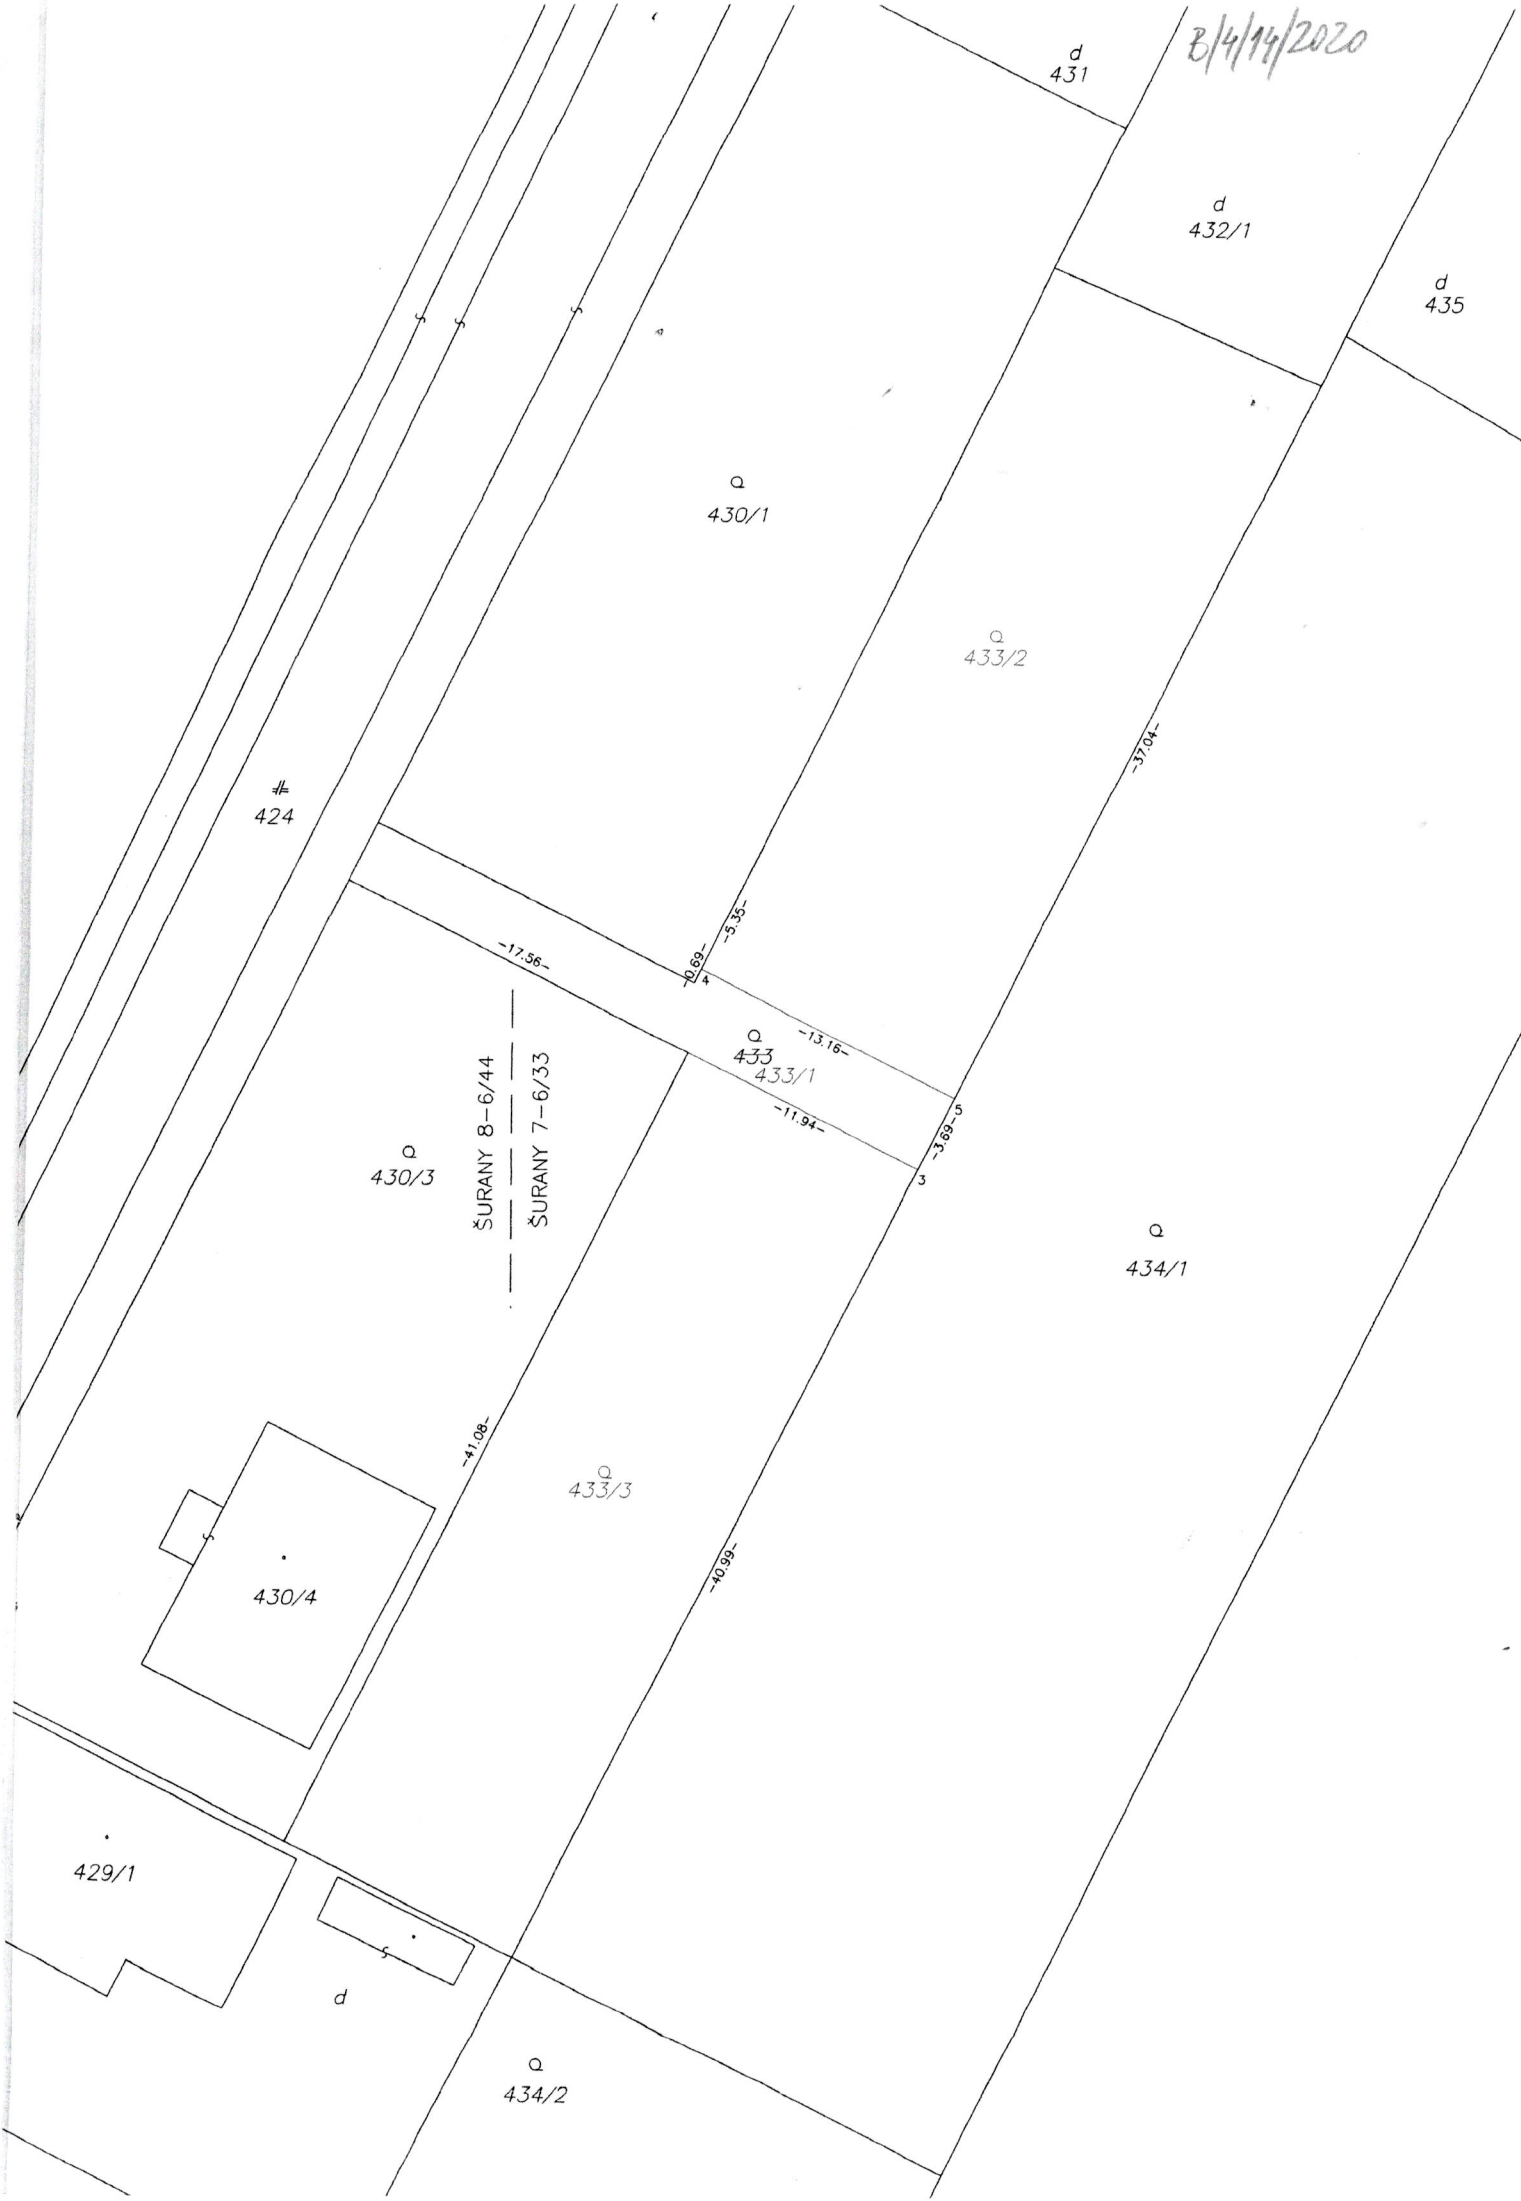 B/4/14/2020
d
431
d
432/1
d
435
Q
430/1
Q
433/2
-37.04-
#
424
-5.35-
-0.69-
4
-17.56-
Q
433
433/1
-13.16-
-11.94-
5
-3.69-
3
ŠURANY 8-6/44
ŠURANY 7-6/33
Q
430/3
Q
434/1
-41.08-
Q
433/3
-40.99-
430/4
429/1
d
Q
434/2